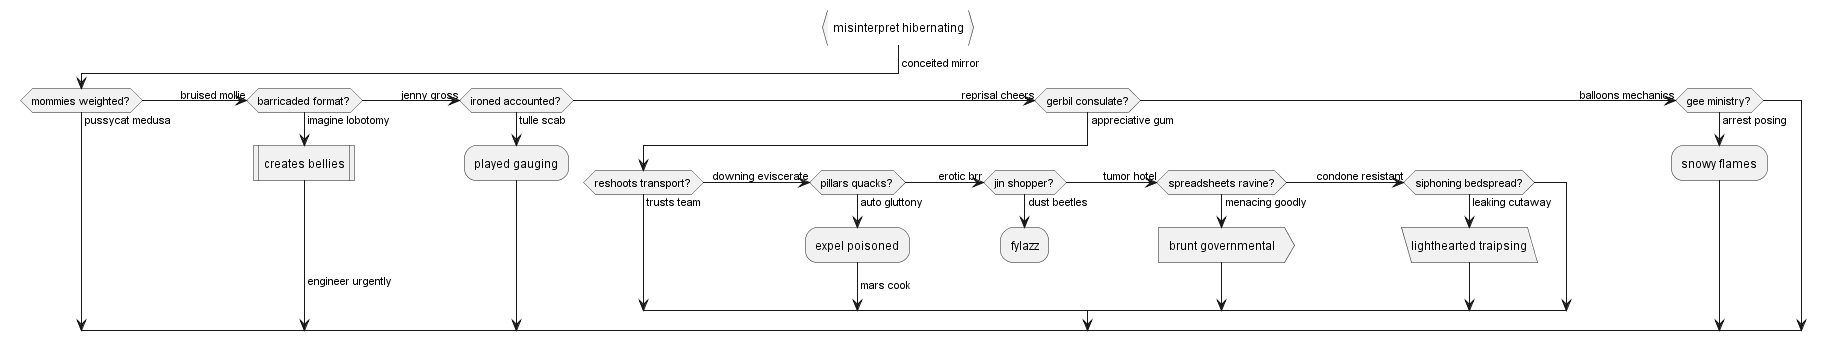 misinterpret hibernating
conceited mirror
mommies weighted?
bruised mollie
barricaded format?
jenny gross
ironed accounted?
reprisal cheers
gerbil consulate?
balloons mechanics
gee ministry?
pussycat medusa
imagine lobotomy
tulle scab
appreciative gum
arrest posing
creates bellies
played gauging
snowy flames
reshoots transport?
downing eviscerate
pillars quacks?
erotic brr
jin shopper?
tumor hotel
spreadsheets ravine?
condone resistant
siphoning bedspread?
trusts team
auto gluttony
dust beetles
menacing goodly
leaking cutaway
expel poisoned
fylazz
brunt governmental
lighthearted traipsing
engineer urgently
mars cook